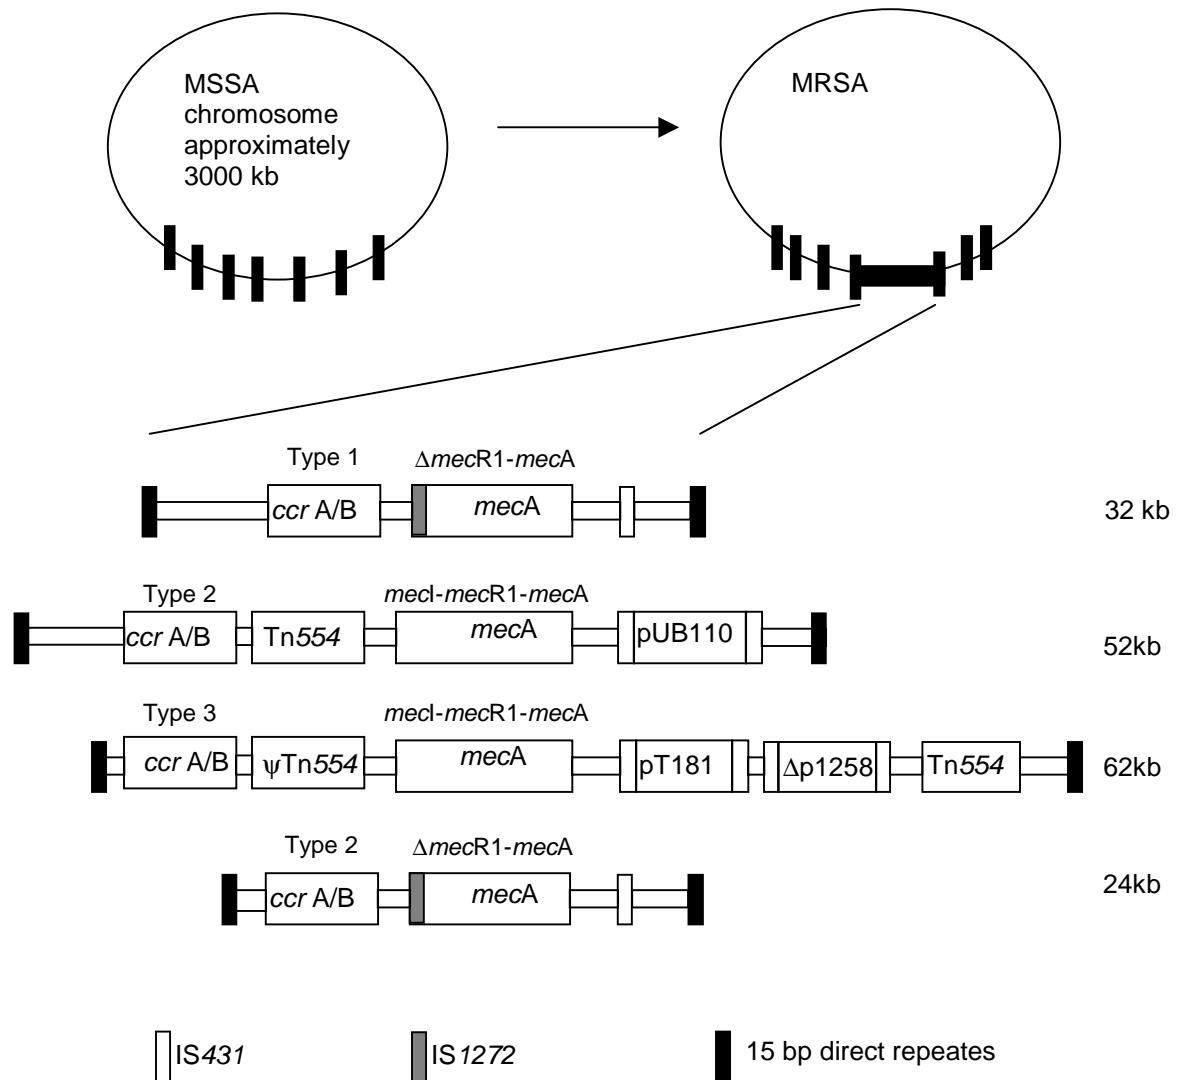 MSSA
chromosome
approximately
3000 kb
MRSA
Type 1
ΔmecR1-mecA
ccr A/B
mecA
32 kb
Type 2
mecI-mecR1-mecA
ccr A/B
Tn554
mecA
pUB110
52kb
Type 3
mecI-mecR1-mecA
ccr A/B
ψTn554
mecA
pT181
Δp1258
Tn554
62kb
Type 2
ΔmecR1-mecA
ccr A/B
mecA
24kb
IS431
IS1272
15 bp direct repeats